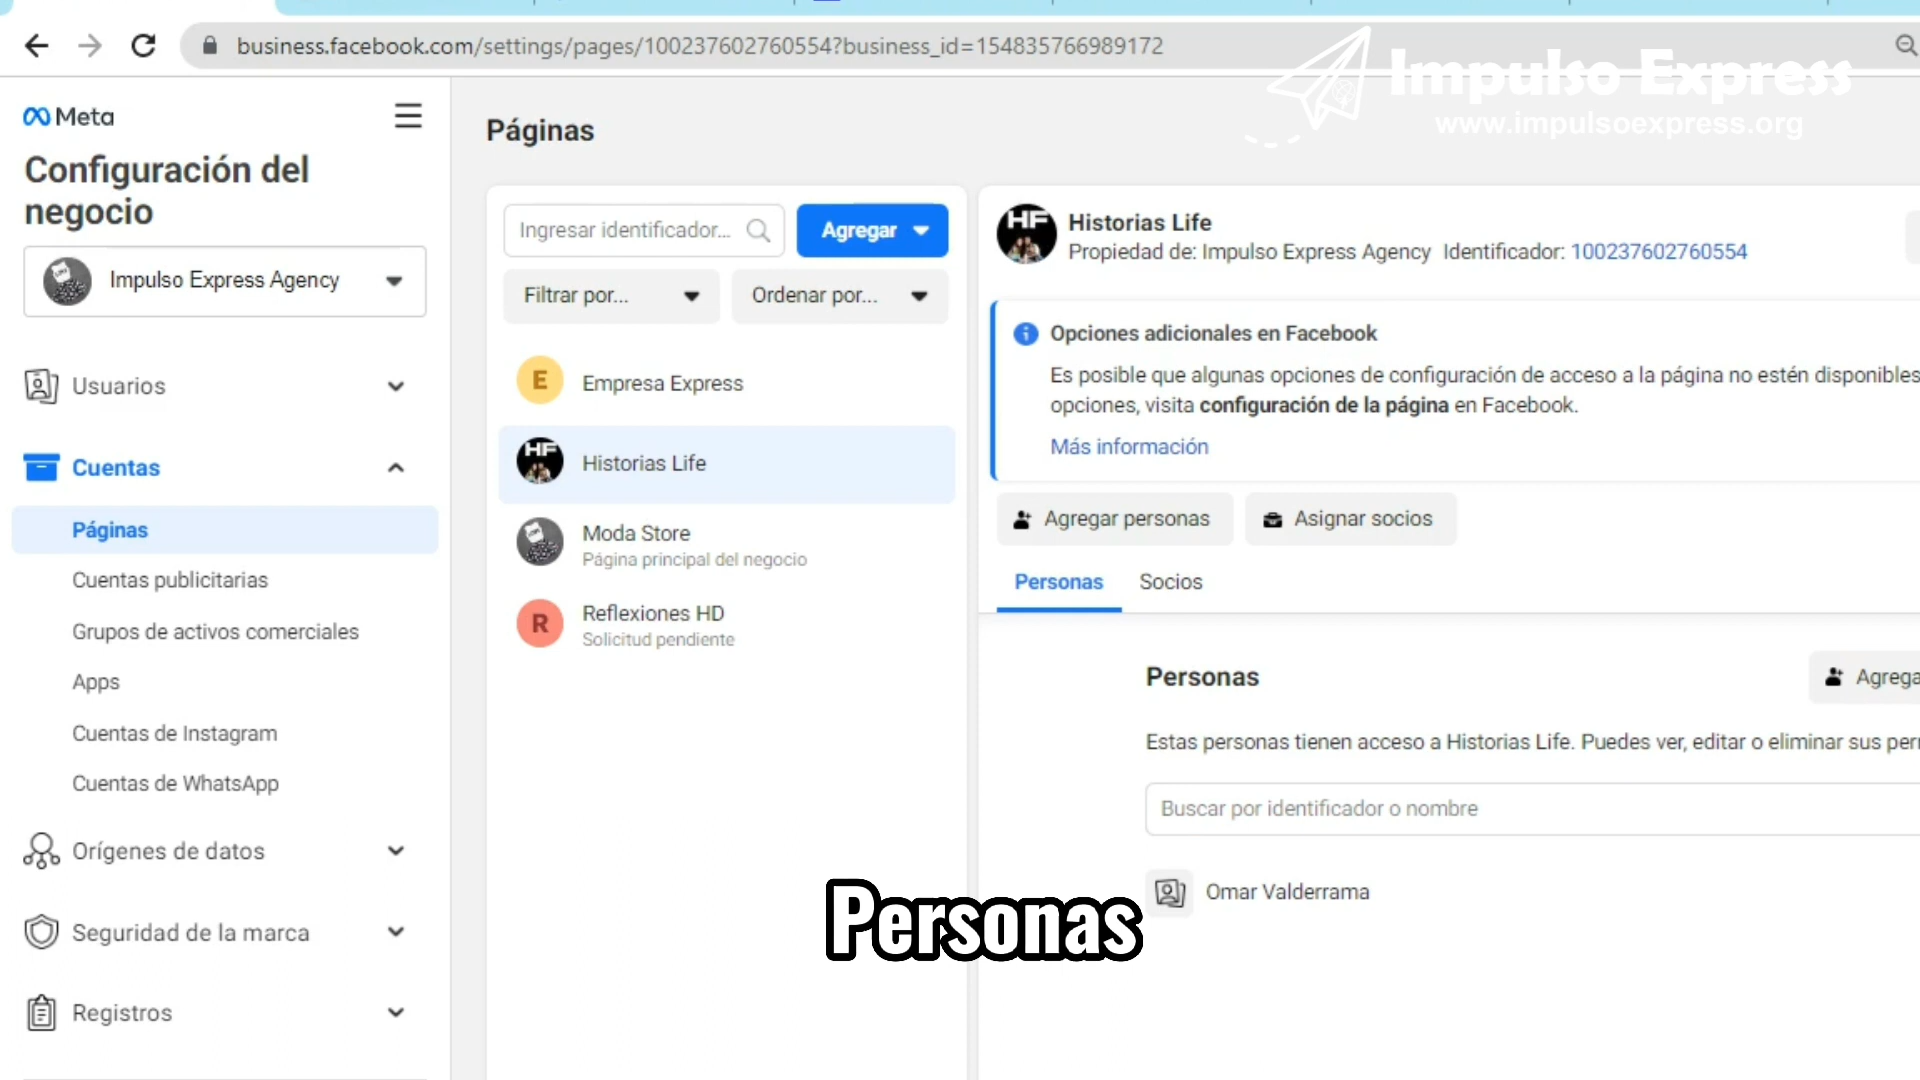 business.facebook.com/settings/pages/100237602760554?business_id=154835766989172
Impulso Express
www.impulsoexpress.org
Meta
Configuración del
negocio
Impulso Express Agency
Usuarios
Cuentas
Páginas
Cuentas publicitarias
Grupos de activos comerciales
Apps
Cuentas de Instagram
Cuentas de WhatsApp
Orígenes de datos
Seguridad de la marca
Registros
Páginas
Ingresar identificador...
Agregar
Filtrar por...
Ordenar por...
E
Empresa Express
HF
Historias Life
Moda Store
Página principal del negocio
R
Reflexiones HD
Solicitud pendiente
HF
Historias Life
Propiedad de: Impulso Express Agency Identificador: 100237602760554
Opciones adicionales en Facebook
Es posible que algunas opciones de configuración de acceso a la página no estén disponibles
opciones, visita configuración de la página en Facebook.
Más información
Agregar personas
Asignar socios
Personas
Socios
Personas
Agrega
Estas personas tienen acceso a Historias Life. Puedes ver, editar o eliminar sus per
Buscar por identificador o nombre
Omar Valderrama
Personas